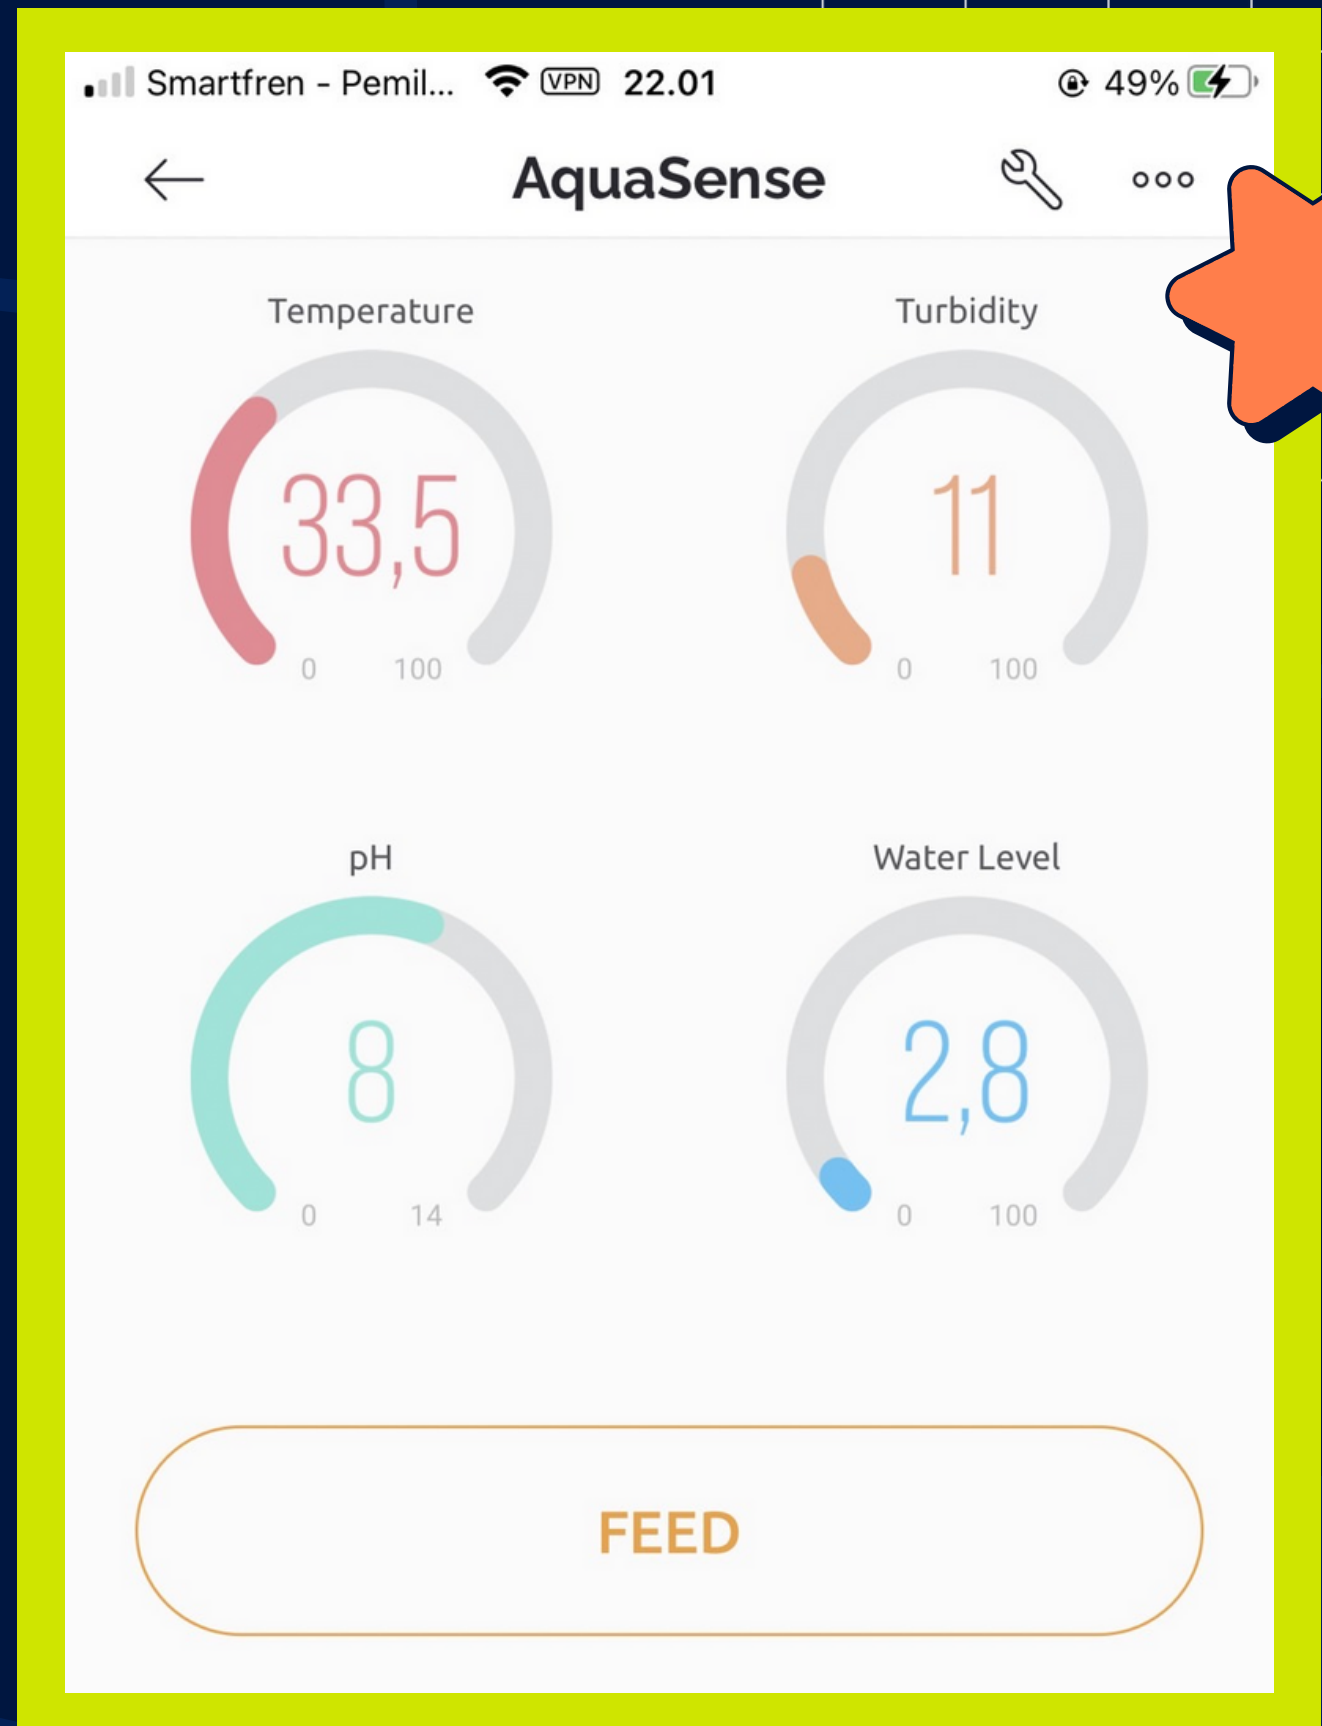 Smartfren - Pemil... VPN 22.01 49%
AquaSense
Temperature
33,5
0 100
Turbidity
11
0 100
pH
8
0 14
Water Level
2,8
0 100
FEED